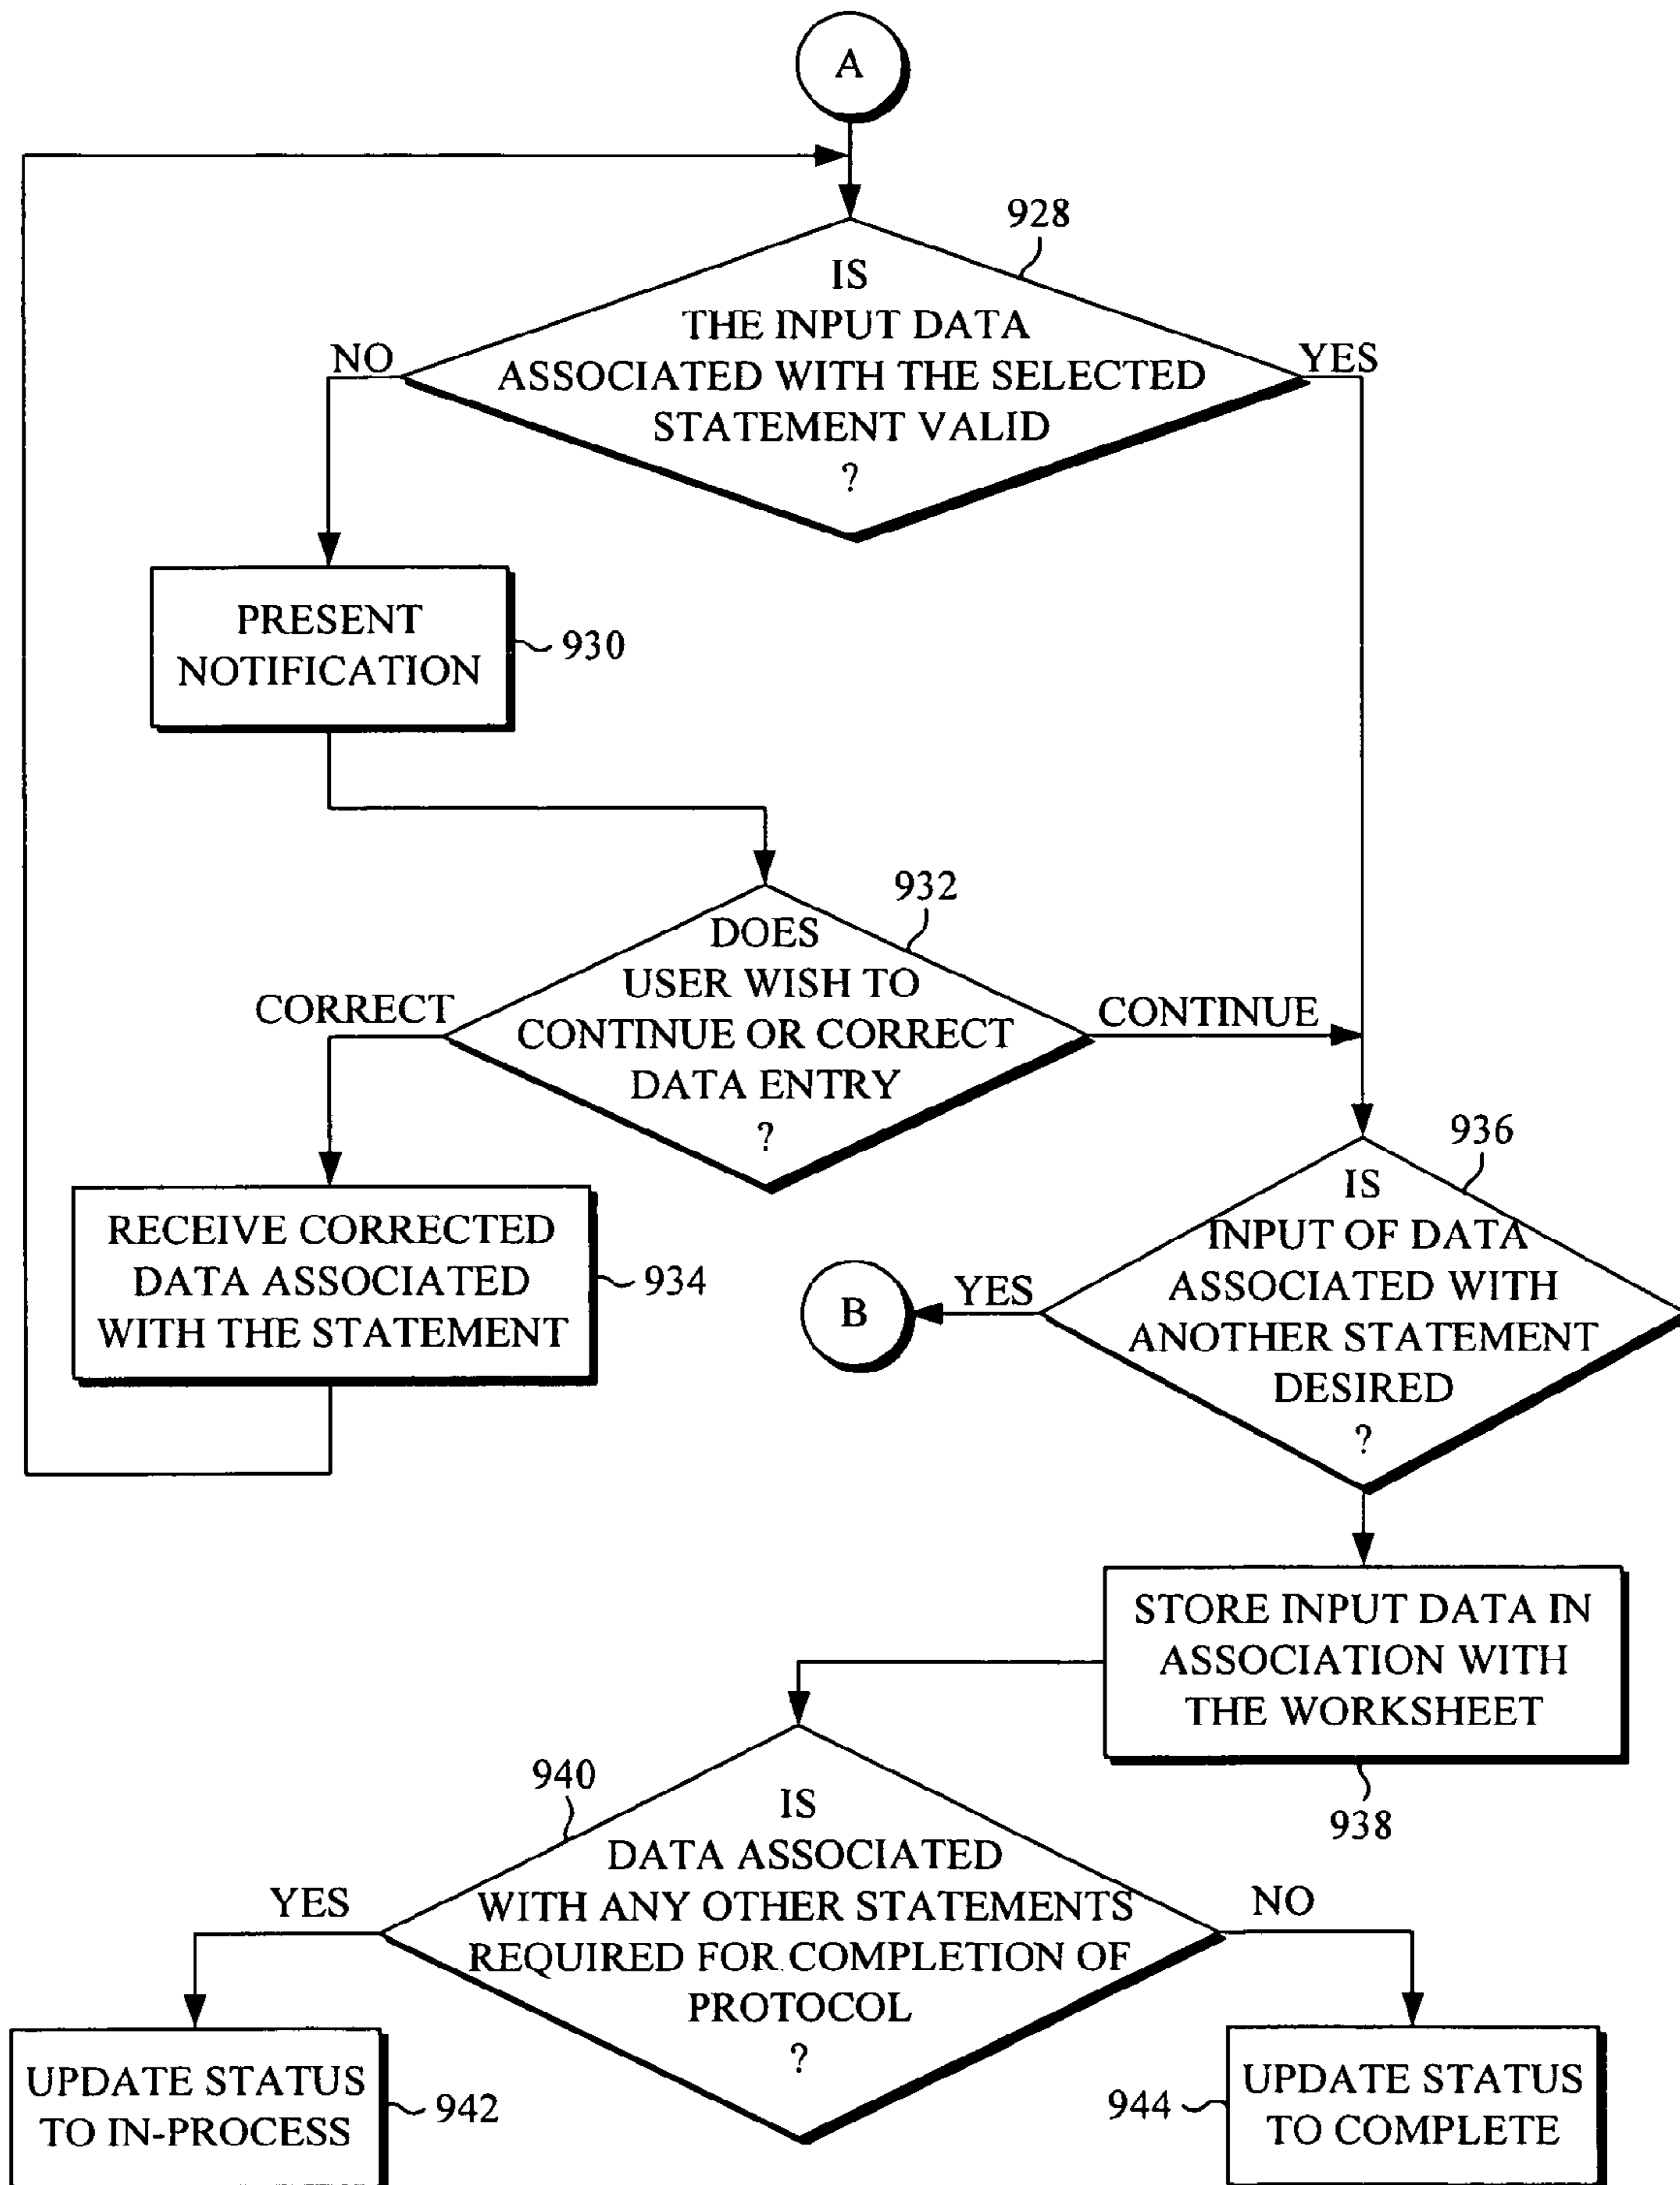 A
928
IS
THE INPUT DATA
ASSOCIATED WITH THE SELECTED
STATEMENT VALID
?
NO
YES
PRESENT
NOTIFICATION
930
932
DOES
USER WISH TO
CONTINUE OR CORRECT
DATA ENTRY
?
CORRECT
CONTINUE
RECEIVE CORRECTED
DATA ASSOCIATED
WITH THE STATEMENT
934
936
IS
INPUT OF DATA
ASSOCIATED WITH
ANOTHER STATEMENT
DESIRED
?
YES
B
STORE INPUT DATA IN
ASSOCIATION WITH
THE WORKSHEET
938
940
IS
DATA ASSOCIATED
WITH ANY OTHER STATEMENTS
REQUIRED FOR COMPLETION OF
PROTOCOL
?
YES
NO
UPDATE STATUS
TO IN-PROCESS
942
944
UPDATE STATUS
TO COMPLETE